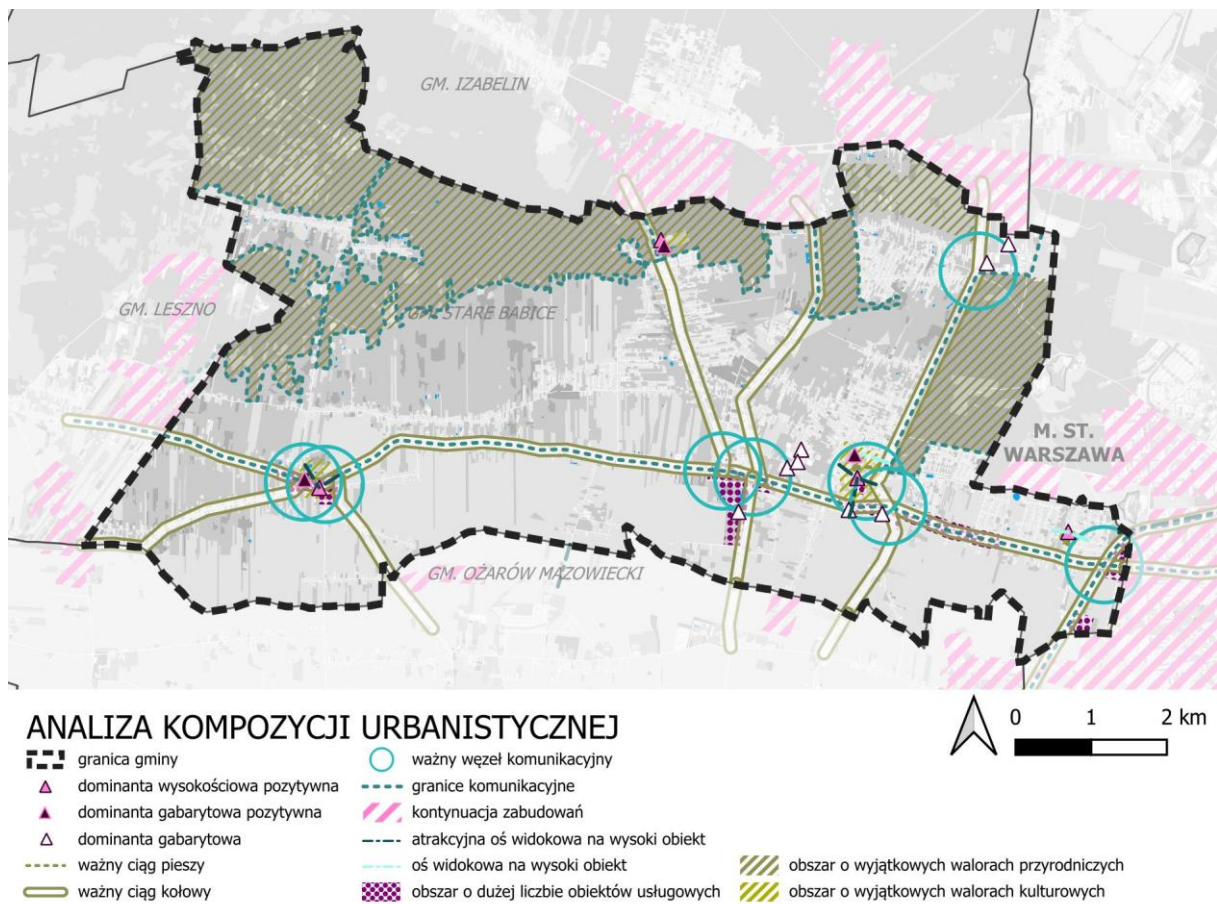 GM. IZABELIN
GM. LESZNO
GM. STARE BABICE
M. ST.
WARSZAWA
GM. OŻARÓW MAZOWIECKI
ANALIZA KOMPOZYCJI URBANISTYCZNEJ
0 1 2 km
granica gminy
dominanta wysokościowa pozytywna
dominanta gabarytowa pozytywna
dominanta gabarytowa
ważny ciąg pieszy
ważny ciąg kołowy
ważny węzeł komunikacyjny
granice komunikacyjne
kontynuacja zabudowań
atrakcyjna oś widokowa na wysoki obiekt
oś widokowa na wysoki obiekt
obszar o dużej liczbie obiektów usługowych
obszar o wyjątkowych walorach przyrodniczych
obszar o wyjątkowych walorach kulturowych